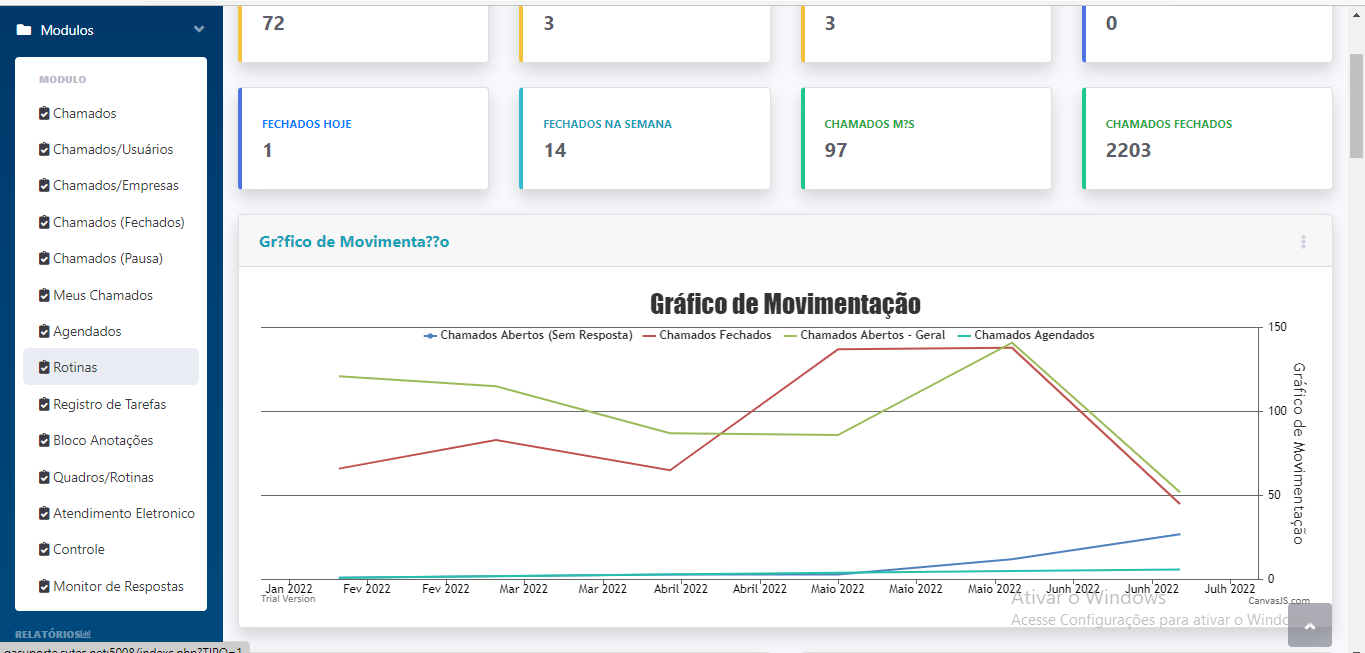 Modulos
MODULO
Chamados
Chamados/Usuários
Chamados/Empresas
Chamados (Fechados)
Chamados (Pausa)
Meus Chamados
Agendados
Rotinas
Registro de Tarefas
Bloco Anotações
Quadros/Rotinas
Atendimento Eletronico
Controle
Monitor de Respostas
RELATÓRIOS
72
3
3
0
FECHADOS HOJE
1
FECHADOS NA SEMANA
14
CHAMADOS M?S
97
CHAMADOS FECHADOS
2203
Gr?fico de Movimenta??o
Gráfico de Movimentação
Chamados Abertos (Sem Resposta) Chamados Fechados Chamados Abertos - Geral Chamados Agendados
150
100
50
0
Gráfico de Movimentação
Jan 2022 Fev 2022 Fev 2022 Mar 2022 Mar 2022 Abril 2022 Abril 2022 Maio 2022 Maio 2022 Maio 2022 Junh 2022 Junh 2022 Julh 2022
Trial Version
CanvasJS.com
Ativar o Windows
Acesse Configurações para ativar o